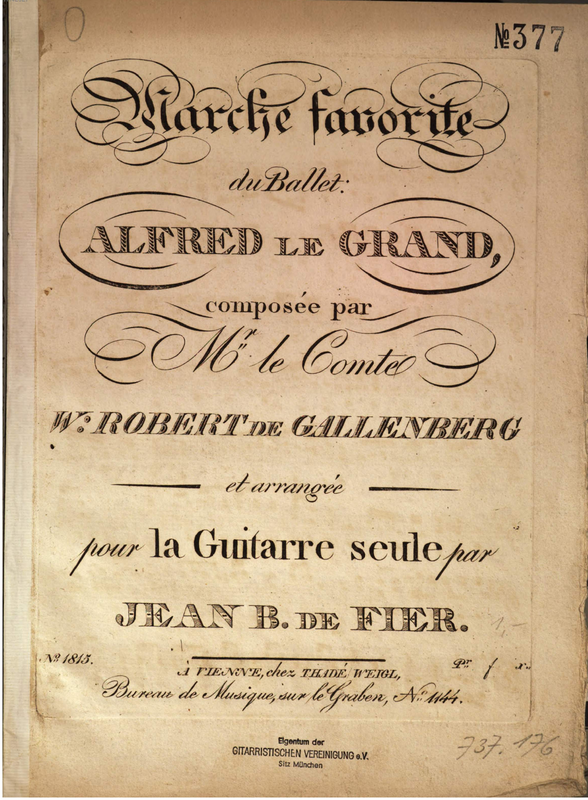 0
№377
Marche favorite
du Ballet:
ALFRED LE GRAND,
composée par
Mr. le Comte
W: ROBERT DE GALLENBERG
et arrangée
pour la Guitarre seule par
JEAN B. DE FIER.
1,-
No 1815.
Pr. f x.
À VIENNE, chez THADÉ WEIGL,
Bureau de Musique, sur le Graben, No. 1144.
Eigentum der
GITARRISTISCHEN VEREINIGUNG e.V.
Sitz München
737.176